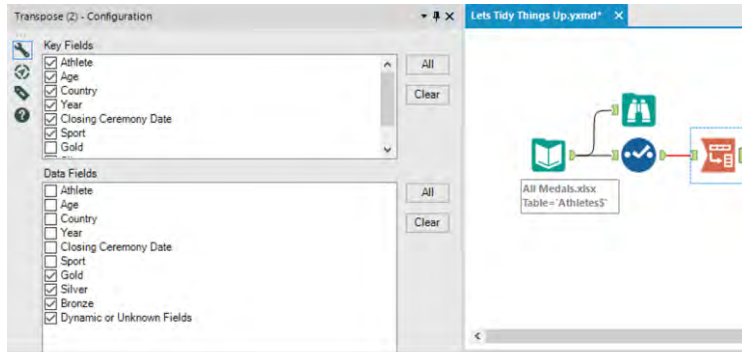 Transpose (2) - Configuration
Key Fields
Athlete
Age
Country
Year
Closing Ceremony Date
Sport
Gold
All
Clear
Data Fields
Athlete
Age
Country
Year
Closing Ceremony Date
Sport
Gold
Silver
Bronze
Dynamic or Unknown Fields
All
Clear
Lets Tidy Things Up.yxmd*
All Medals.xlsx
Table=`Athletes$`